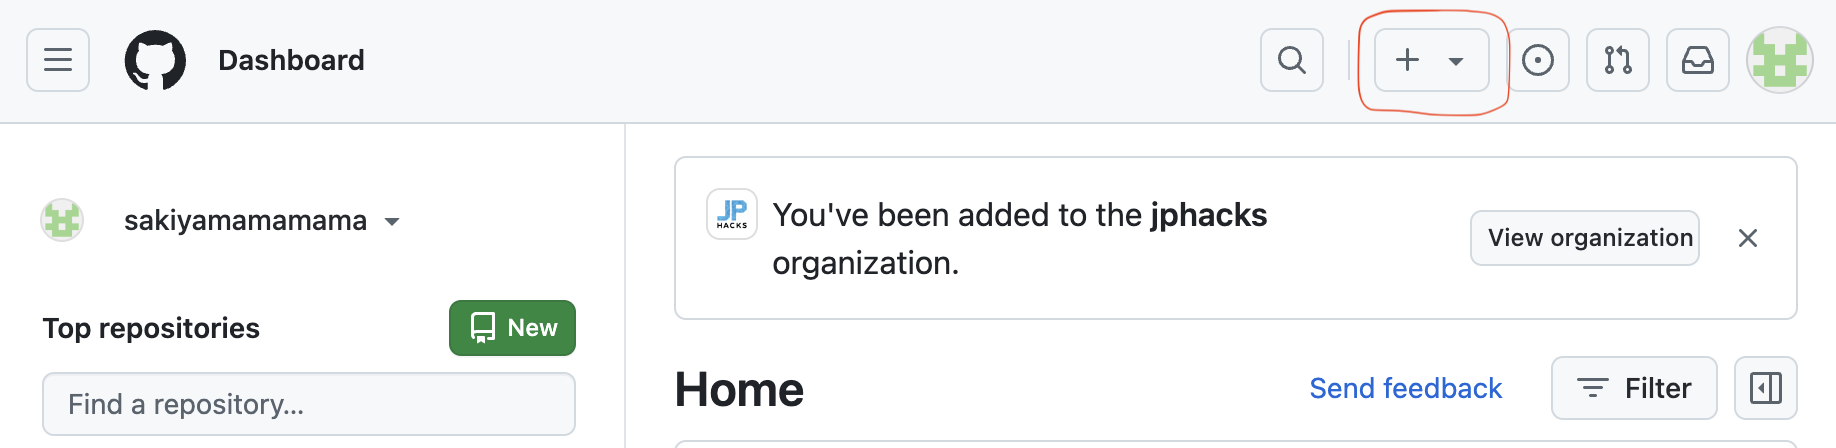 Dashboard
sakiyamamamama
Top repositories
New
Find a repository...
JP
HACKS
You've been added to the jphacks
organization.
View organization
Home
Send feedback
Filter